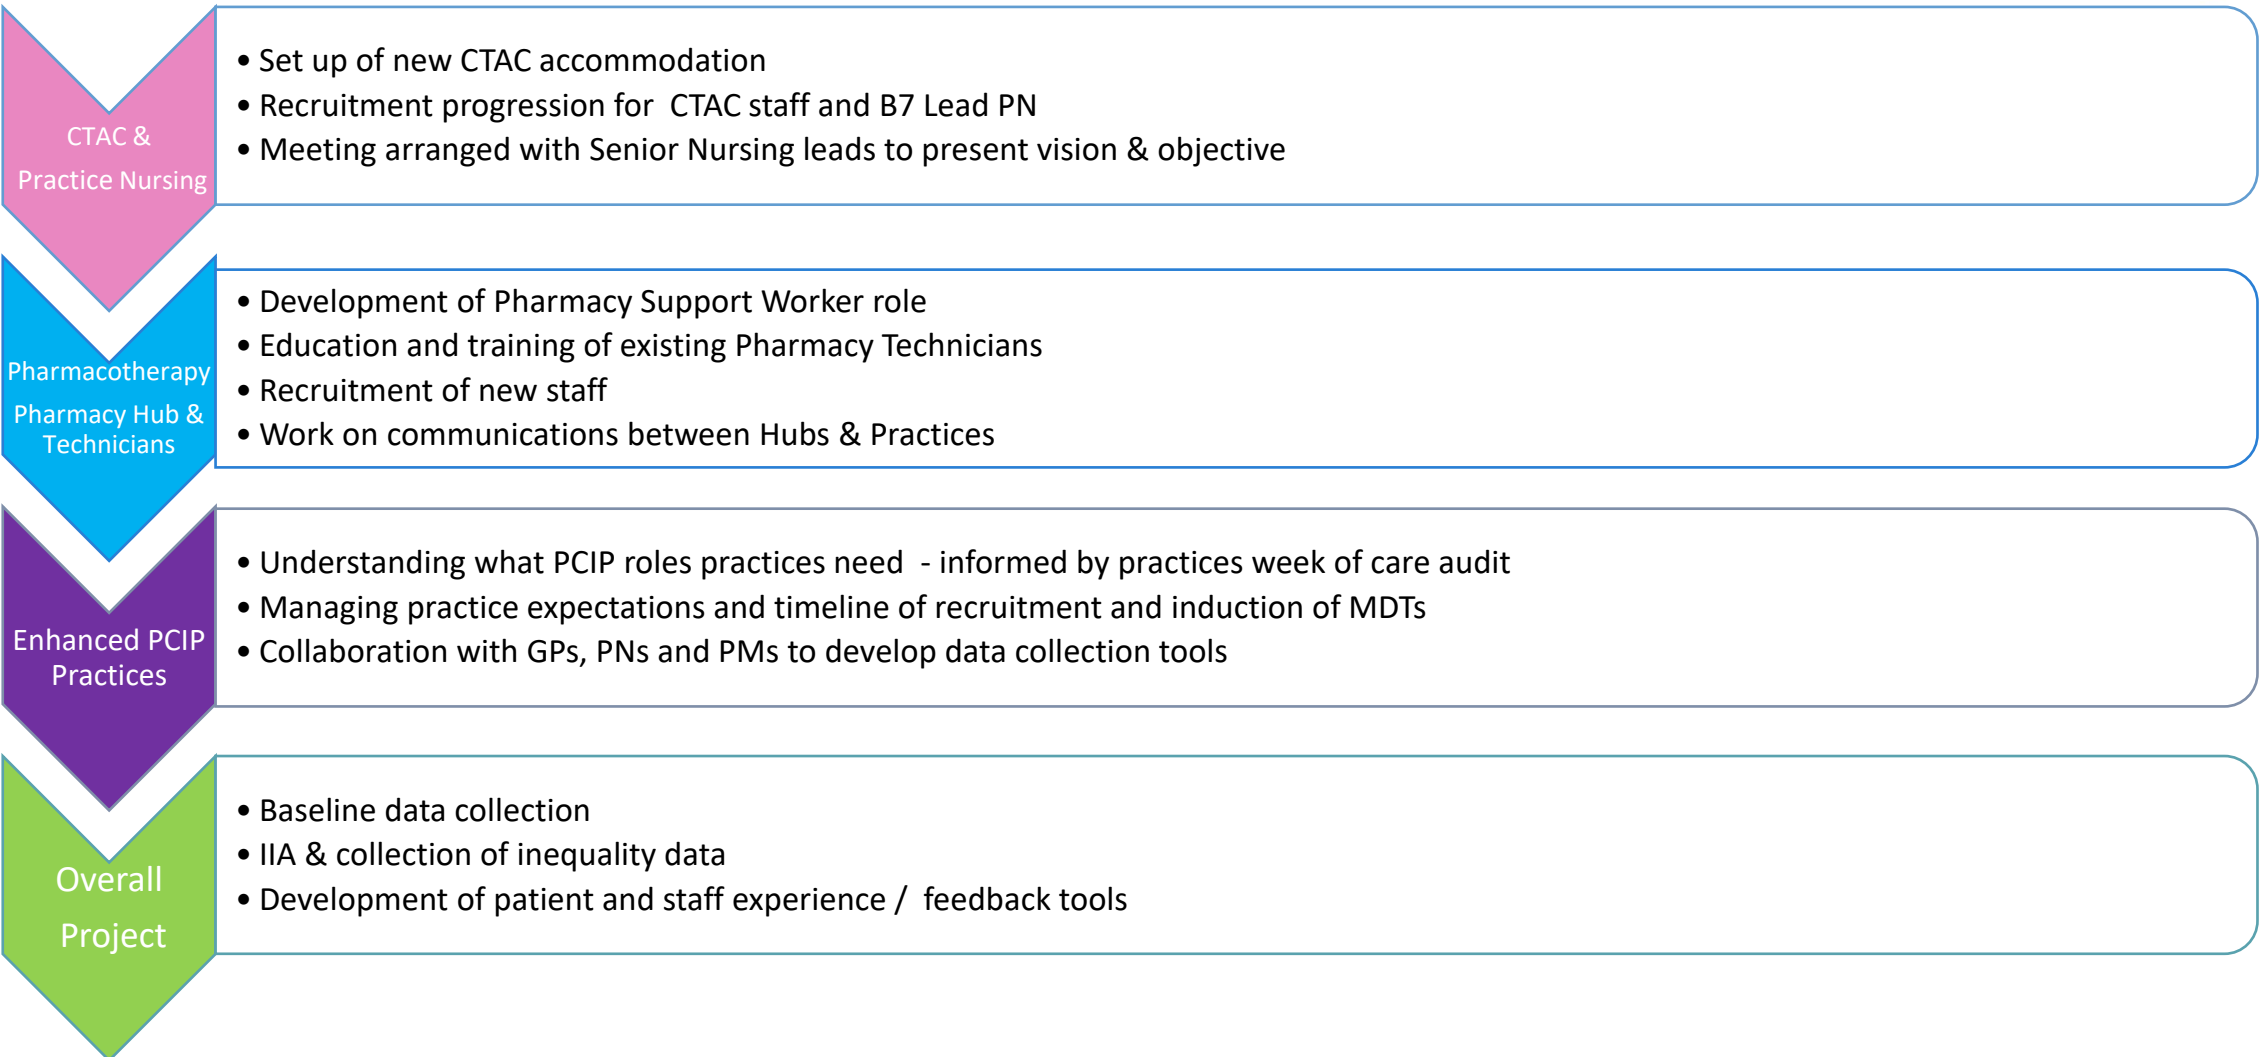 CTAC &
Practice Nursing
• Set up of new CTAC accommodation
• Recruitment progression for CTAC staff and B7 Lead PN
• Meeting arranged with Senior Nursing leads to present vision & objective
Pharmacotherapy
Pharmacy Hub &
Technicians
• Development of Pharmacy Support Worker role
• Education and training of existing Pharmacy Technicians
• Recruitment of new staff
• Work on communications between Hubs & Practices
Enhanced PCIP
Practices
• Understanding what PCIP roles practices need - informed by practices week of care audit
• Managing practice expectations and timeline of recruitment and induction of MDTs
• Collaboration with GPs, PNs and PMs to develop data collection tools
Overall
Project
• Baseline data collection
• IIA & collection of inequality data
• Development of patient and staff experience / feedback tools